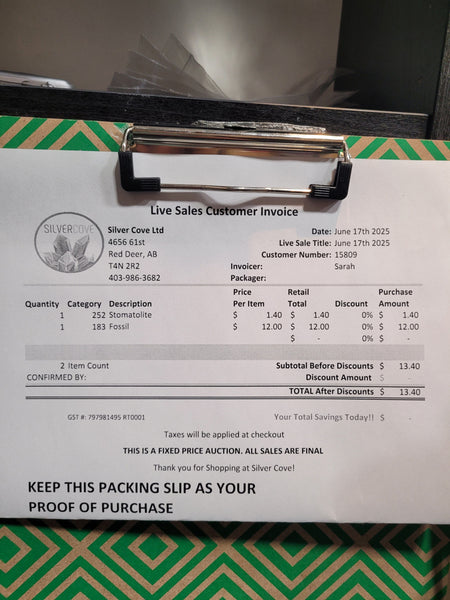 Live Sales Customer Invoice
SILVERCOVE
Silver Cove Ltd
4656 61st
Red Deer, AB
T4N 2R2
403-986-3682
Date: June 17th 2025
Live Sale Title: June 17th 2025
Customer Number: 15809
Invoicer: Sarah
Packager:
Quantity Category Description Price Per Item Retail Total Discount Purchase Amount
1 252 Stomatolite $ 1.40 $ 1.40 0% $ 1.40
1 183 Fossil $ 12.00 $ 12.00 0% $ 12.00
$ - 0% $ -
2 Item Count Subtotal Before Discounts $ 13.40
CONFIRMED BY: Discount Amount $ -
TOTAL After Discounts $ 13.40
GST #: 797981495 RT0001 Your Total Savings Today!! $ -
Taxes will be applied at checkout
THIS IS A FIXED PRICE AUCTION. ALL SALES ARE FINAL
Thank you for Shopping at Silver Cove!
KEEP THIS PACKING SLIP AS YOUR
PROOF OF PURCHASE